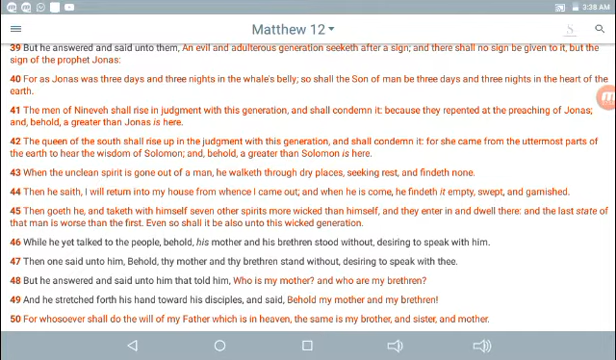 3:38 AM
Matthew 12
S
39 But he answered and said unto them, An evil and adulterous generation seeketh after a sign; and there shall no sign be given to it, but the
sign of the prophet Jonas:
40 For as Jonas was three days and three nights in the whale's belly; so shall the Son of man be three days and three nights in the heart of the
earth.
41 The men of Nineveh shall rise in judgment with this generation, and shall condemn it: because they repented at the preaching of Jonas;
and, behold, a greater than Jonas is here.
42 The queen of the south shall rise up in the judgment with this generation, and shall condemn it: for she came from the uttermost parts of
the earth to hear the wisdom of Solomon; and, behold, a greater than Solomon is here.
43 When the unclean spirit is gone out of a man, he walketh through dry places, seeking rest, and findeth none.
44 Then he saith, I will return into my house from whence I came out; and when he is come, he findeth it empty, swept, and garnished.
45 Then goeth he, and taketh with himself seven other spirits more wicked than himself, and they enter in and dwell there: and the last state of
that man is worse than the first. Even so shall it be also unto this wicked generation.
46 While he yet talked to the people, behold, his mother and his brethren stood without, desiring to speak with him.
47 Then one said unto him, Behold, thy mother and thy brethren stand without, desiring to speak with thee.
48 But he answered and said unto him that told him, Who is my mother? and who are my brethren?
49 And he stretched forth his hand toward his disciples, and said, Behold my mother and my brethren!
50 For whosoever shall do the will of my Father which is in heaven, the same is my brother, and sister, and mother.